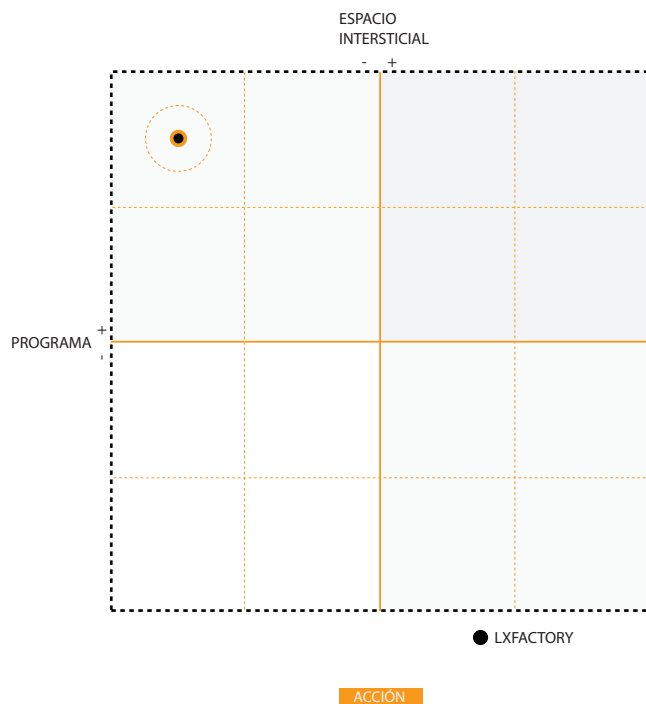 ESPACIO
INTERSTICIAL
- +
+
PROGRAMA
-
LXFACTORY
ACCIÓN